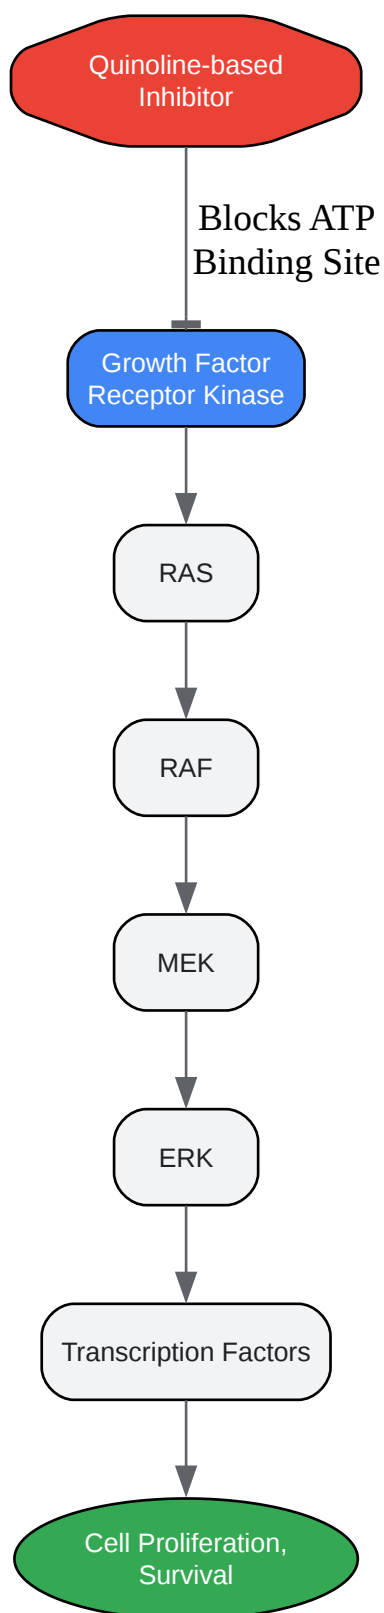 Quinoline-based
Inhibitor
Blocks ATP
Binding Site
Growth Factor
Receptor Kinase
RAS
RAF
MEK
ERK
Transcription Factors
Cell Proliferation,
Survival